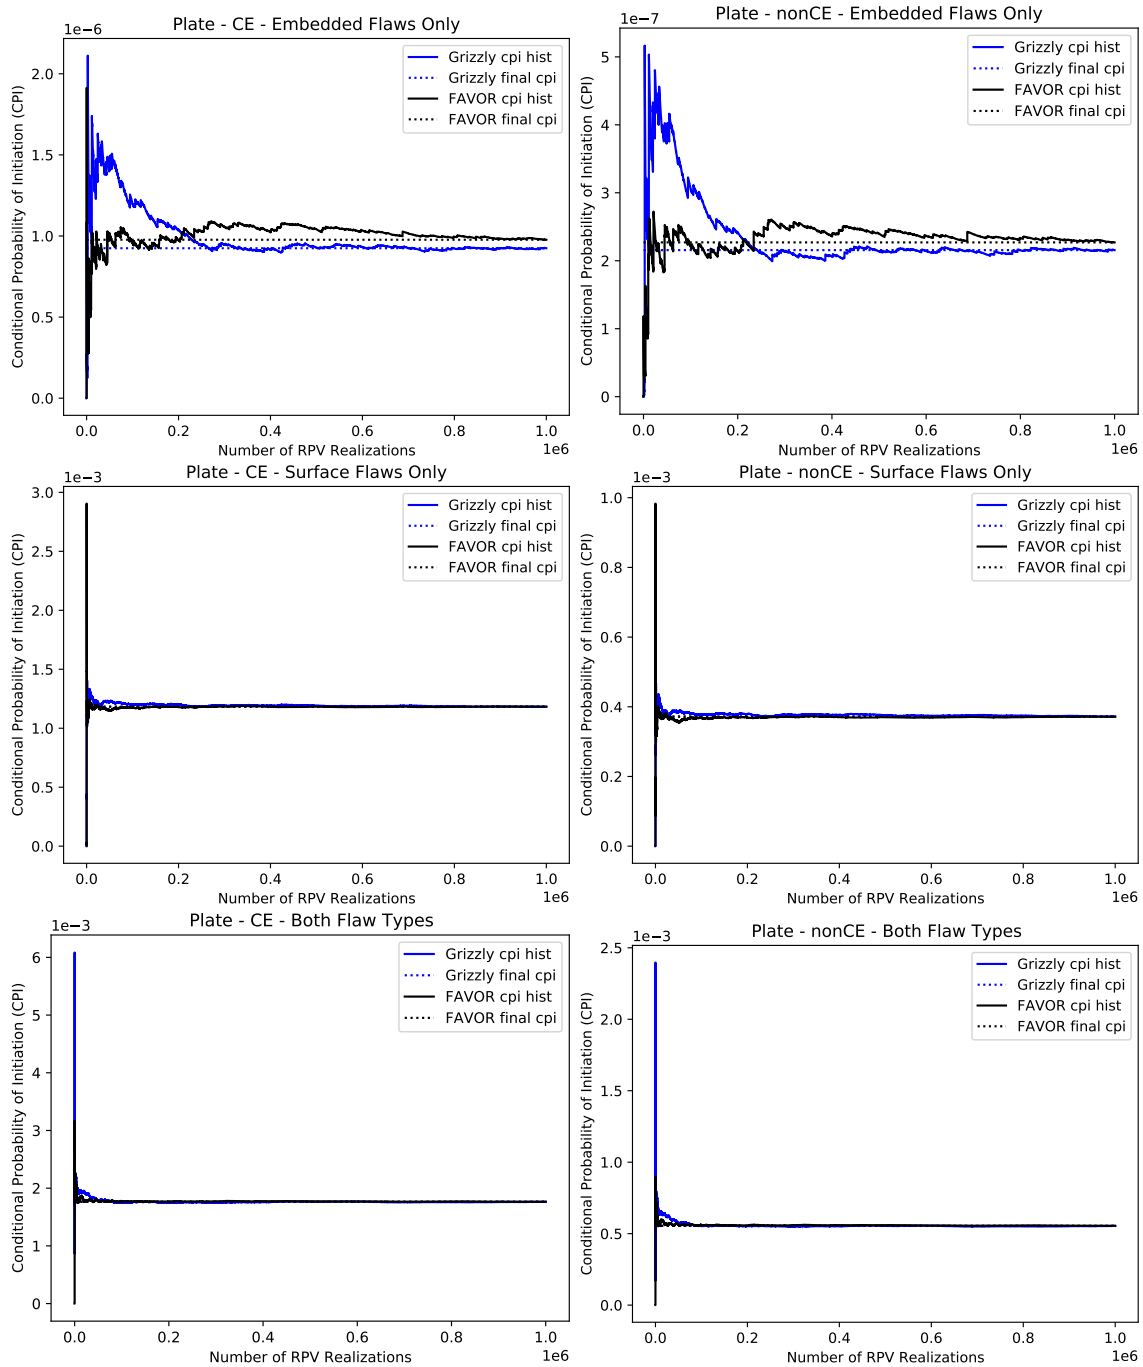 Plate - CE - Embedded Flaws Only
1e−6
Conditional Probability of Initiation (CPI)
2.0
1.5
1.0
0.5
0.0
Grizzly cpi hist
Grizzly final cpi
FAVOR cpi hist
FAVOR final cpi
0.0 0.2 0.4 0.6 0.8 1.0
Number of RPV Realizations
1e6
Plate - nonCE - Embedded Flaws Only
1e−7
Conditional Probability of Initiation (CPI)
5
4
3
2
1
0
Grizzly cpi hist
Grizzly final cpi
FAVOR cpi hist
FAVOR final cpi
0.0 0.2 0.4 0.6 0.8 1.0
Number of RPV Realizations
1e6
Plate - CE - Surface Flaws Only
1e−3
Conditional Probability of Initiation (CPI)
3.0
2.5
2.0
1.5
1.0
0.5
0.0
Grizzly cpi hist
Grizzly final cpi
FAVOR cpi hist
FAVOR final cpi
0.0 0.2 0.4 0.6 0.8 1.0
Number of RPV Realizations
1e6
Plate - nonCE - Surface Flaws Only
1e−3
Conditional Probability of Initiation (CPI)
1.0
0.8
0.6
0.4
0.2
0.0
Grizzly cpi hist
Grizzly final cpi
FAVOR cpi hist
FAVOR final cpi
0.0 0.2 0.4 0.6 0.8 1.0
Number of RPV Realizations
1e6
Plate - CE - Both Flaw Types
1e−3
Conditional Probability of Initiation (CPI)
6
5
4
3
2
1
0
Grizzly cpi hist
Grizzly final cpi
FAVOR cpi hist
FAVOR final cpi
0.0 0.2 0.4 0.6 0.8 1.0
Number of RPV Realizations
1e6
Plate - nonCE - Both Flaw Types
1e−3
Conditional Probability of Initiation (CPI)
2.5
2.0
1.5
1.0
0.5
0.0
Grizzly cpi hist
Grizzly final cpi
FAVOR cpi hist
FAVOR final cpi
0.0 0.2 0.4 0.6 0.8 1.0
Number of RPV Realizations
1e6